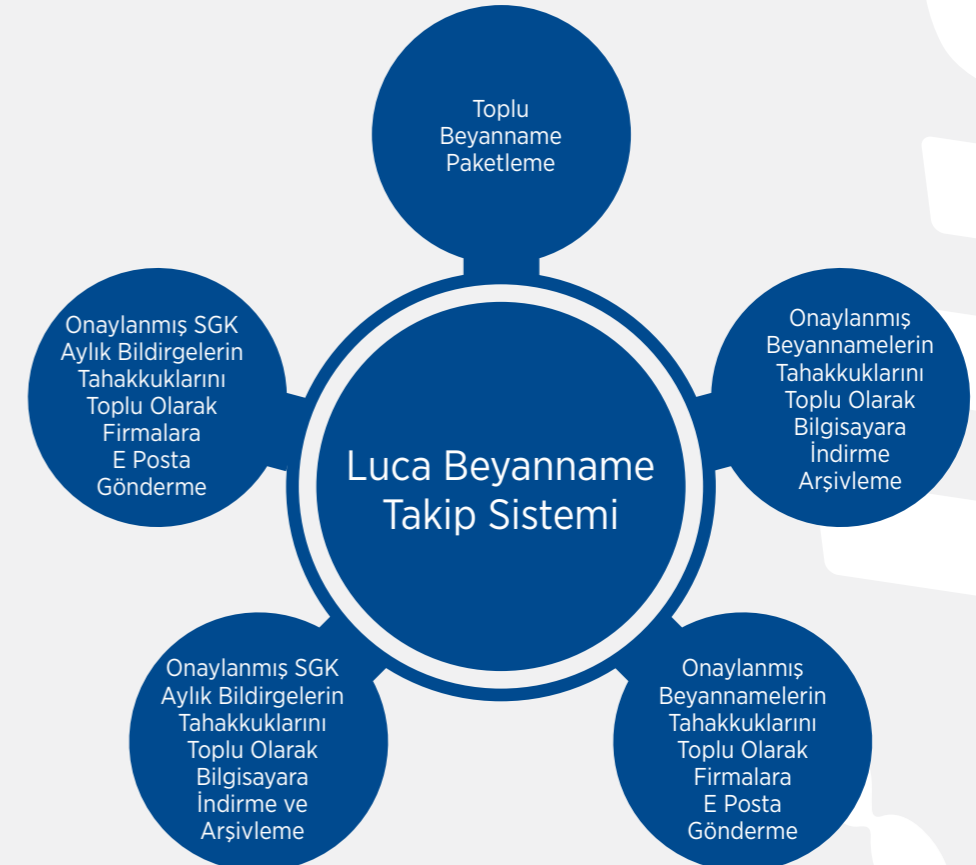 Toplu
Beyanname
Paketleme
Onaylanmış SGK
Aylık Bildirgelerin
Tahakkuklarını
Toplu Olarak
Firmalara
E Posta
Gönderme
Onaylanmış
Beyannamelerin
Tahakkuklarını
Toplu Olarak
Bilgisayara
İndirme
Arşivleme
Luca Beyanname
Takip Sistemi
Onaylanmış SGK
Aylık Bildirgelerin
Tahakkuklarını
Toplu Olarak
Bilgisayara
İndirme ve
Arşivleme
Onaylanmış
Beyannamelerin
Tahakkuklarını
Toplu Olarak
Firmalara
E Posta
Gönderme